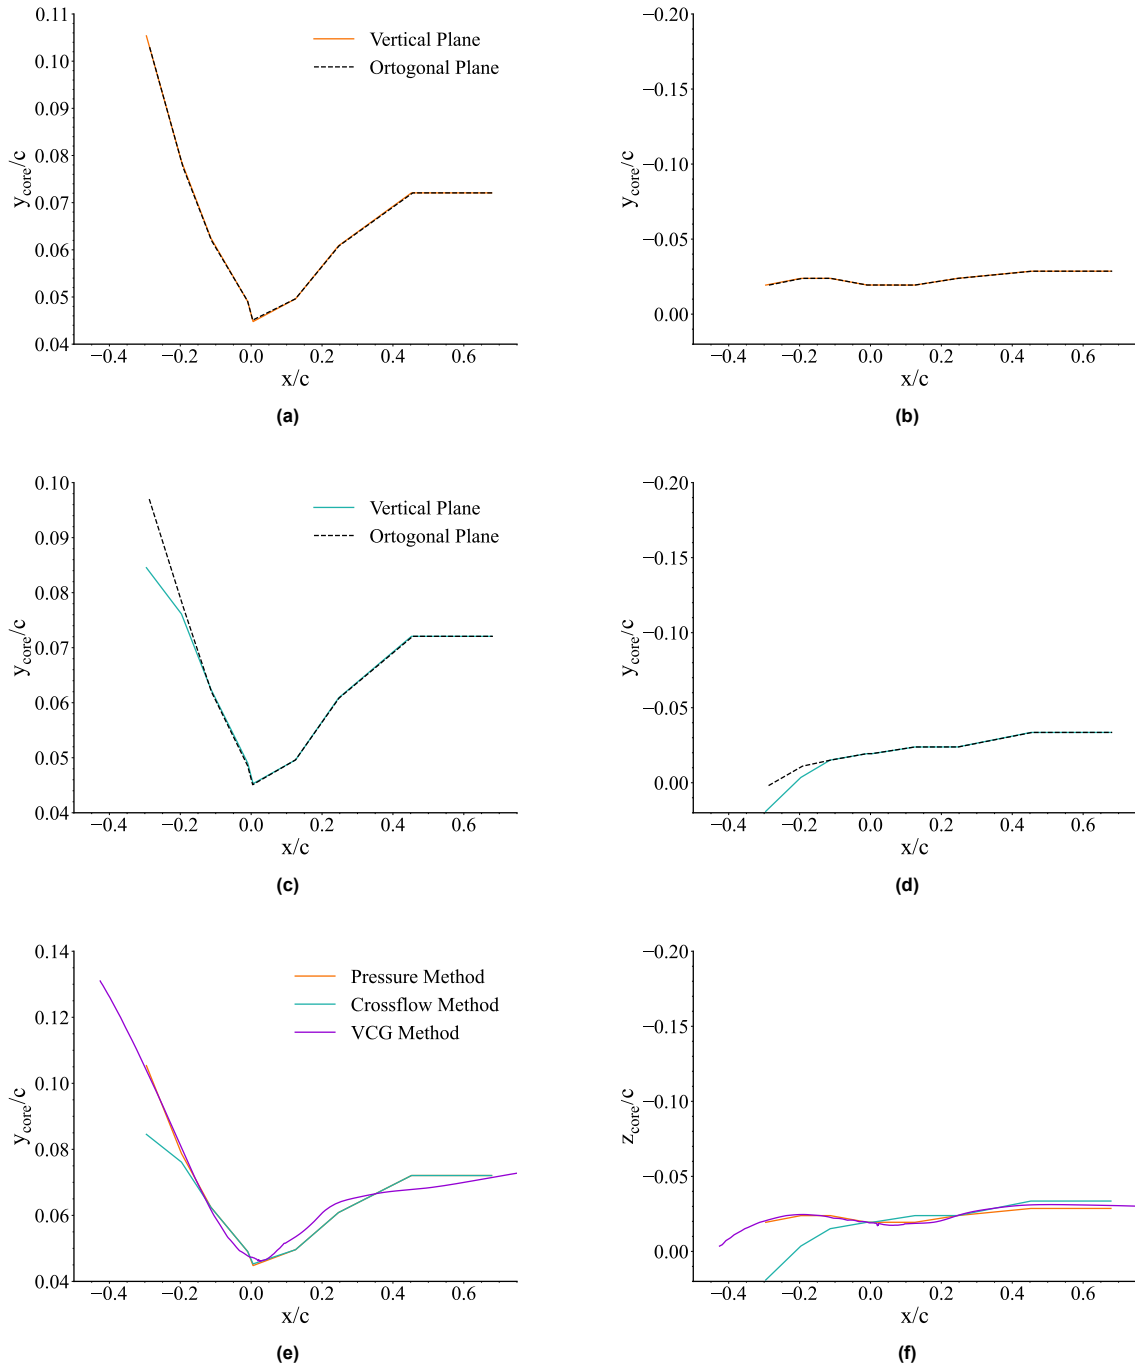 0.11
0.10
0.09
0.08
0.07
0.06
0.05
0.04
y_core/c
−0.4 −0.2 0.0 0.2 0.4 0.6
x/c
Vertical Plane
Ortogonal Plane
(a)
−0.20
−0.15
−0.10
−0.05
0.00
y_core/c
−0.4 −0.2 0.0 0.2 0.4 0.6
x/c
(b)
0.10
0.09
0.08
0.07
0.06
0.05
0.04
y_core/c
−0.4 −0.2 0.0 0.2 0.4 0.6
x/c
Vertical Plane
Ortogonal Plane
(c)
−0.20
−0.15
−0.10
−0.05
0.00
y_core/c
−0.4 −0.2 0.0 0.2 0.4 0.6
x/c
(d)
0.14
0.12
0.10
0.08
0.06
0.04
y_core/c
−0.4 −0.2 0.0 0.2 0.4 0.6
x/c
Pressure Method
Crossflow Method
VCG Method
(e)
−0.20
−0.15
−0.10
−0.05
0.00
z_core/c
−0.4 −0.2 0.0 0.2 0.4 0.6
x/c
(f)